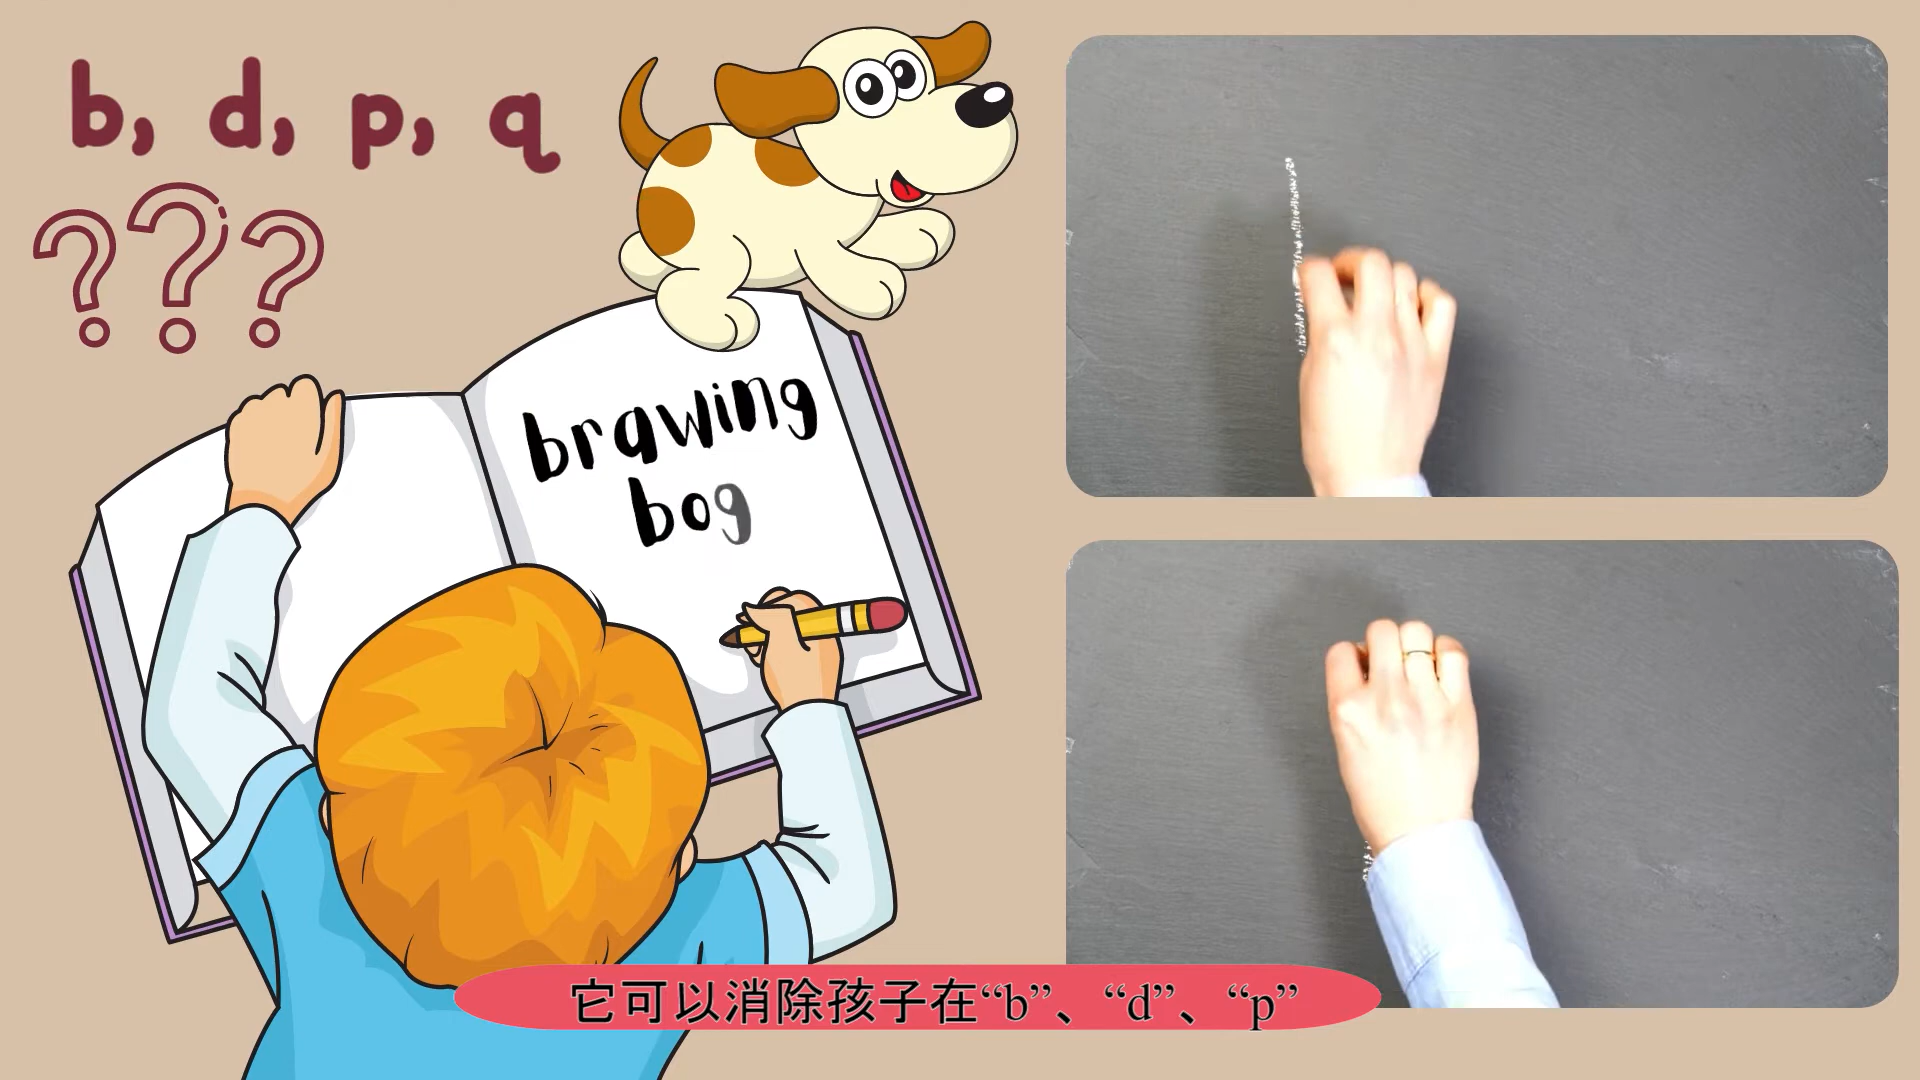 b, d, p, q
???
brawing
bog
它可以消除孩子在“b”、“d”、“p”